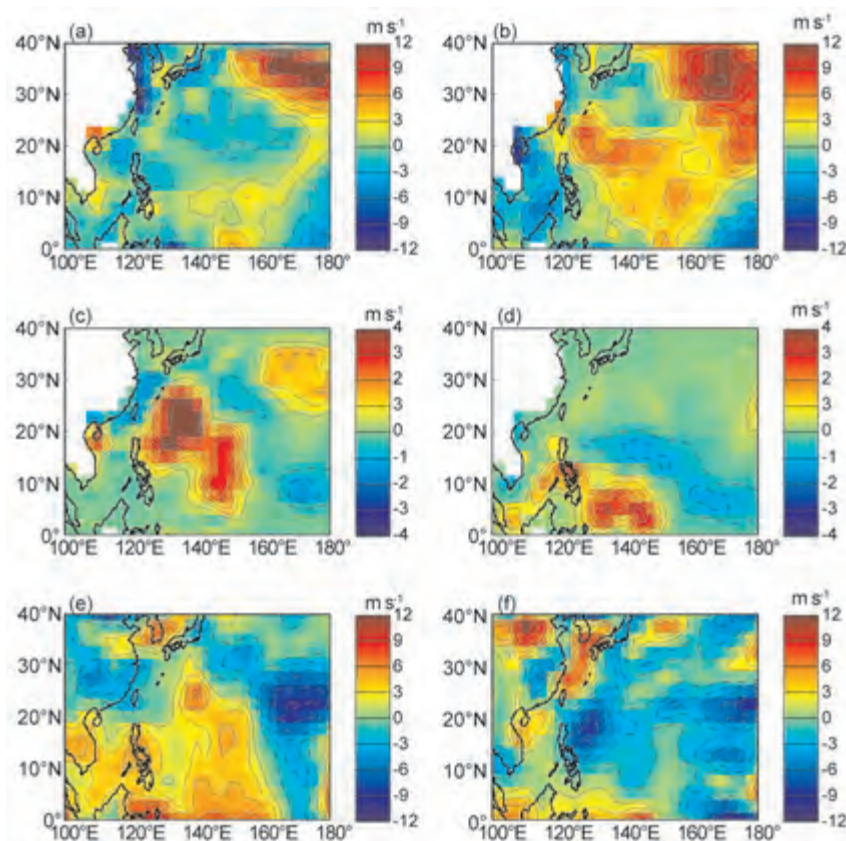 (a) m s-1 (b) m s-1
40°N 12 40°N 12
9 9
30°N 6 30°N 6
3 3
20°N 0 20°N 0
-3 -3
10°N -6 10°N -6
-9 -9
0° -12 0° -12
100°E 120°E 140°E 160°E 180° 100°E 120°E 140°E 160°E 180°
(c) m s-1 (d) m s-1
40°N 4 40°N 4
3 3
30°N 2 30°N 2
3 3
20°N 0 20°N 0
-1 -1
10°N -2 10°N -2
-3 -3
0° -4 0° -4
100°E 120°E 140°E 160°E 180° 100°E 120°E 140°E 160°E 180°
(e) m s-1 (f) m s-1
40°N 12 40°N 12
9 9
30°N 6 30°N 6
3 3
20°N 0 20°N 0
-3 -3
10°N -6 10°N -6
-9 -9
0° -12 0° -12
100°E 120°E 140°E 160°E 180° 100°E 120°E 140°E 160°E 180°